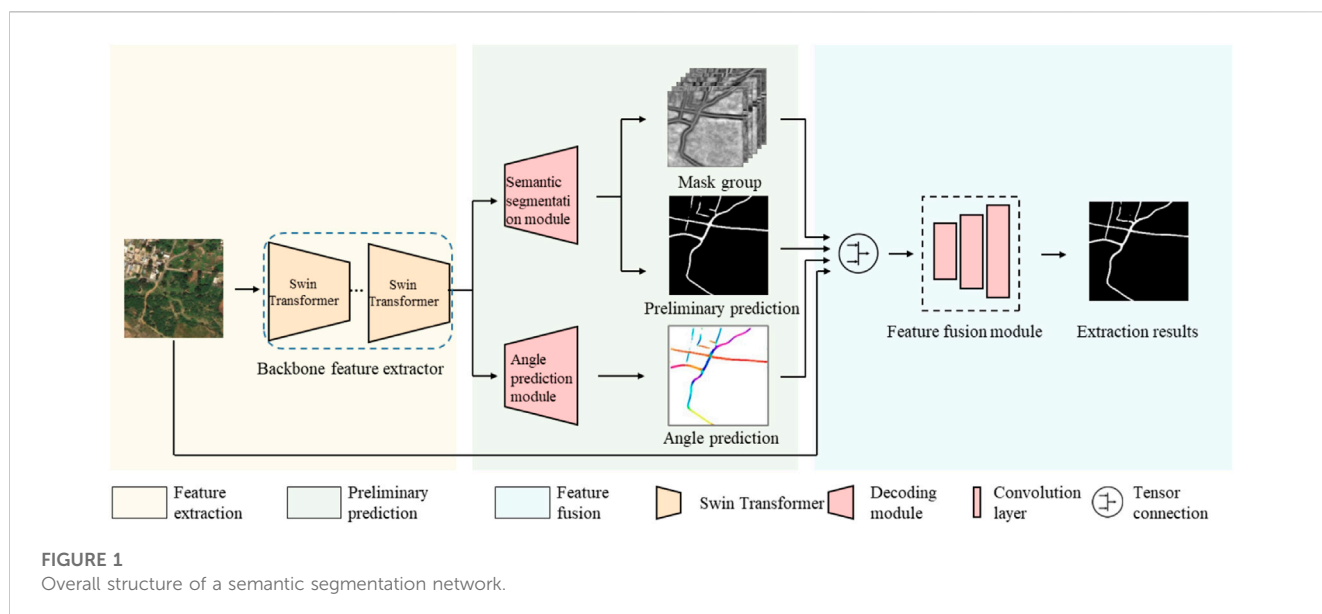 Mask group
Semantic
segmentati
on module
Swin
Transformer
...
Swin
Transformer
Preliminary prediction
Backbone feature extractor
Angle
prediction
module
Angle prediction
Feature fusion module
Extraction results
Feature
extraction
Preliminary
prediction
Feature
fusion
Swin Transformer
Decoding
module
Convolution
layer
Tensor
connection
FIGURE 1
Overall structure of a semantic segmentation network.